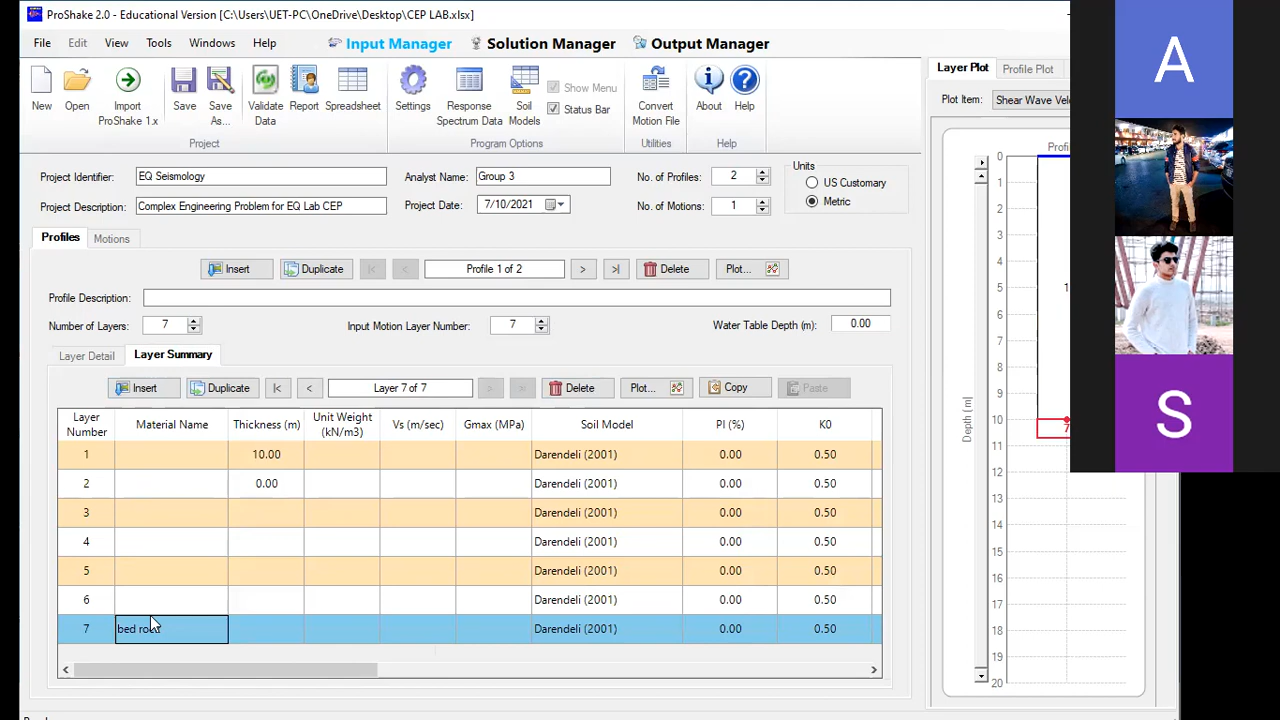 ProShake 2.0 - Educational Version [C:\Users\UET-PC\OneDrive\Desktop\CEP LAB.xlsx]
File Edit View Tools Windows Help Input Manager Solution Manager Output Manager
New Open Import ProShake 1.x Save Save As... Validate Data Report Spreadsheet Settings Response Spectrum Data Soil Models Show Menu Status Bar Convert Motion File About Help
Project Program Options Utilities Help
Project Identifier: EQ Seismology Analyst Name: Group 3 No. of Profiles: 2 Units
US Customary
Project Description: Complex Engineering Problem for EQ Lab CEP Project Date: 7/10/2021 No. of Motions: 1 Metric
Profiles Motions
Insert Duplicate |< < Profile 1 of 2 > >| Delete Plot...
Profile Description:
Number of Layers: 7 Input Motion Layer Number: 7 Water Table Depth (m): 0.00
Layer Detail Layer Summary
Insert Duplicate |< < Layer 7 of 7 > >| Delete Plot... Copy Paste
Layer Number Material Name Thickness (m) Unit Weight (kN/m3) Vs (m/sec) Gmx (MPa) Soil Model PI (%) K0
1 10.00 Darendeli (2001) 0.00 0.50
2 0.00 Darendeli (2001) 0.00 0.50
3 Darendeli (2001) 0.00 0.50
4 Darendeli (2001) 0.00 0.50
5 Darendeli (2001) 0.00 0.50
6 Darendeli (2001) 0.00 0.50
7 bed Darendeli (2001) 0.00 0.50
Layer Plot Profile Plot
Plot Item: Shear Wave
Depth (m)
0
1
2
3
4
5 1
6
7
8
9
10
7
11
12
13
14
15
16
17
18
19
20
A
S